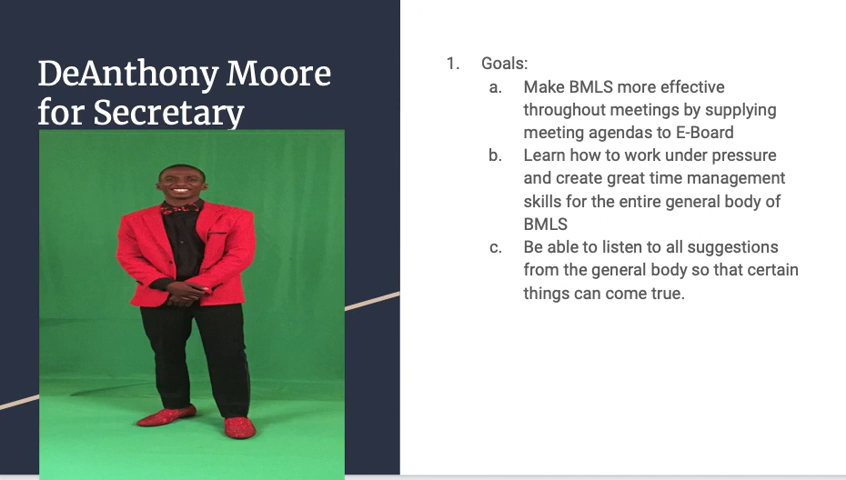 DeAnthony Moore
for Secretary
1. Goals:
a. Make BMLS more effective
throughout meetings by supplying
meeting agendas to E-Board
b. Learn how to work under pressure
and create great time management
skills for the entire general body of
BMLS
c. Be able to listen to all suggestions
from the general body so that certain
things can come true.